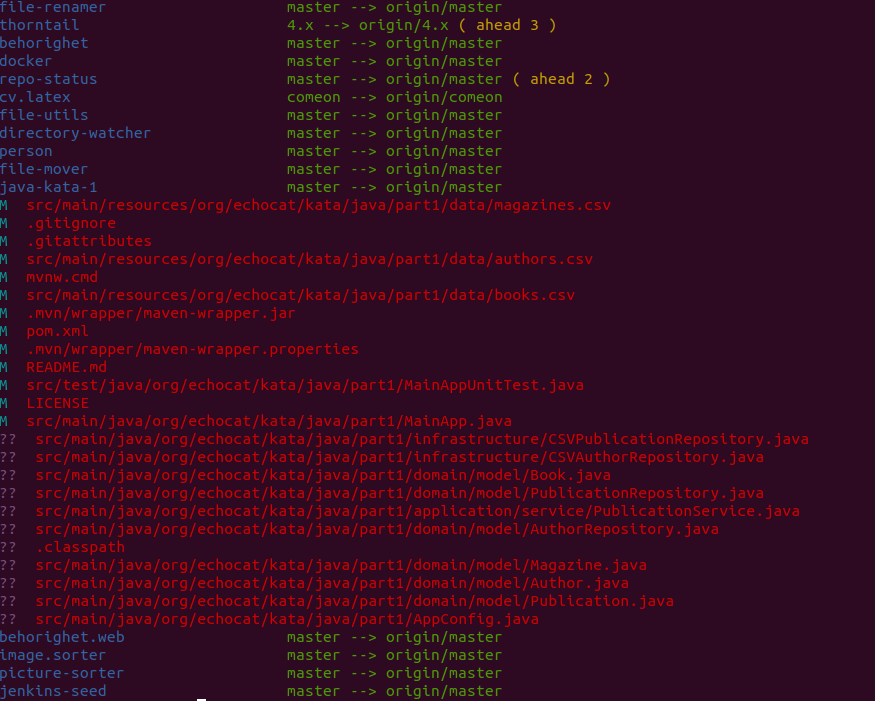 file-renamer master --> origin/master
thorntail 4.x --> origin/4.x ( ahead 3 )
behorighet master --> origin/master
docker master --> origin/master
repo-status master --> origin/master ( ahead 2 )
cv.latex comeon --> origin/comeon
file-utils master --> origin/master
directory-watcher master --> origin/master
person master --> origin/master
file-mover master --> origin/master
java-kata-1 master --> origin/master
M src/main/resources/org/echocat/kata/java/part1/data/magazines.csv
M .gitignore
M .gitattributes
M src/main/resources/org/echocat/kata/java/part1/data/authors.csv
M mvnw.cmd
M src/main/resources/org/echocat/kata/java/part1/data/books.csv
M .mvn/wrapper/maven-wrapper.jar
M pom.xml
M .mvn/wrapper/maven-wrapper.properties
M README.md
M src/test/java/org/echocat/kata/java/part1/MainAppUnitTest.java
M LICENSE
M src/main/java/org/echocat/kata/java/part1/MainApp.java
?? src/main/java/org/echocat/kata/java/part1/infrastructure/CSVPublicationRepository.java
?? src/main/java/org/echocat/kata/java/part1/infrastructure/CSVAuthorRepository.java
?? src/main/java/org/echocat/kata/java/part1/domain/model/Book.java
?? src/main/java/org/echocat/kata/java/part1/domain/model/PublicationRepository.java
?? src/main/java/org/echocat/kata/java/part1/application/service/PublicationService.java
?? src/main/java/org/echocat/kata/java/part1/domain/model/AuthorRepository.java
?? .classpath
?? src/main/java/org/echocat/kata/java/part1/domain/model/Magazine.java
?? src/main/java/org/echocat/kata/java/part1/domain/model/Author.java
?? src/main/java/org/echocat/kata/java/part1/domain/model/Publication.java
?? src/main/java/org/echocat/kata/java/part1/AppConfig.java
behorighet.web master --> origin/master
image.sorter master --> origin/master
picture-sorter master --> origin/master
jenkins-seed master --> origin/master